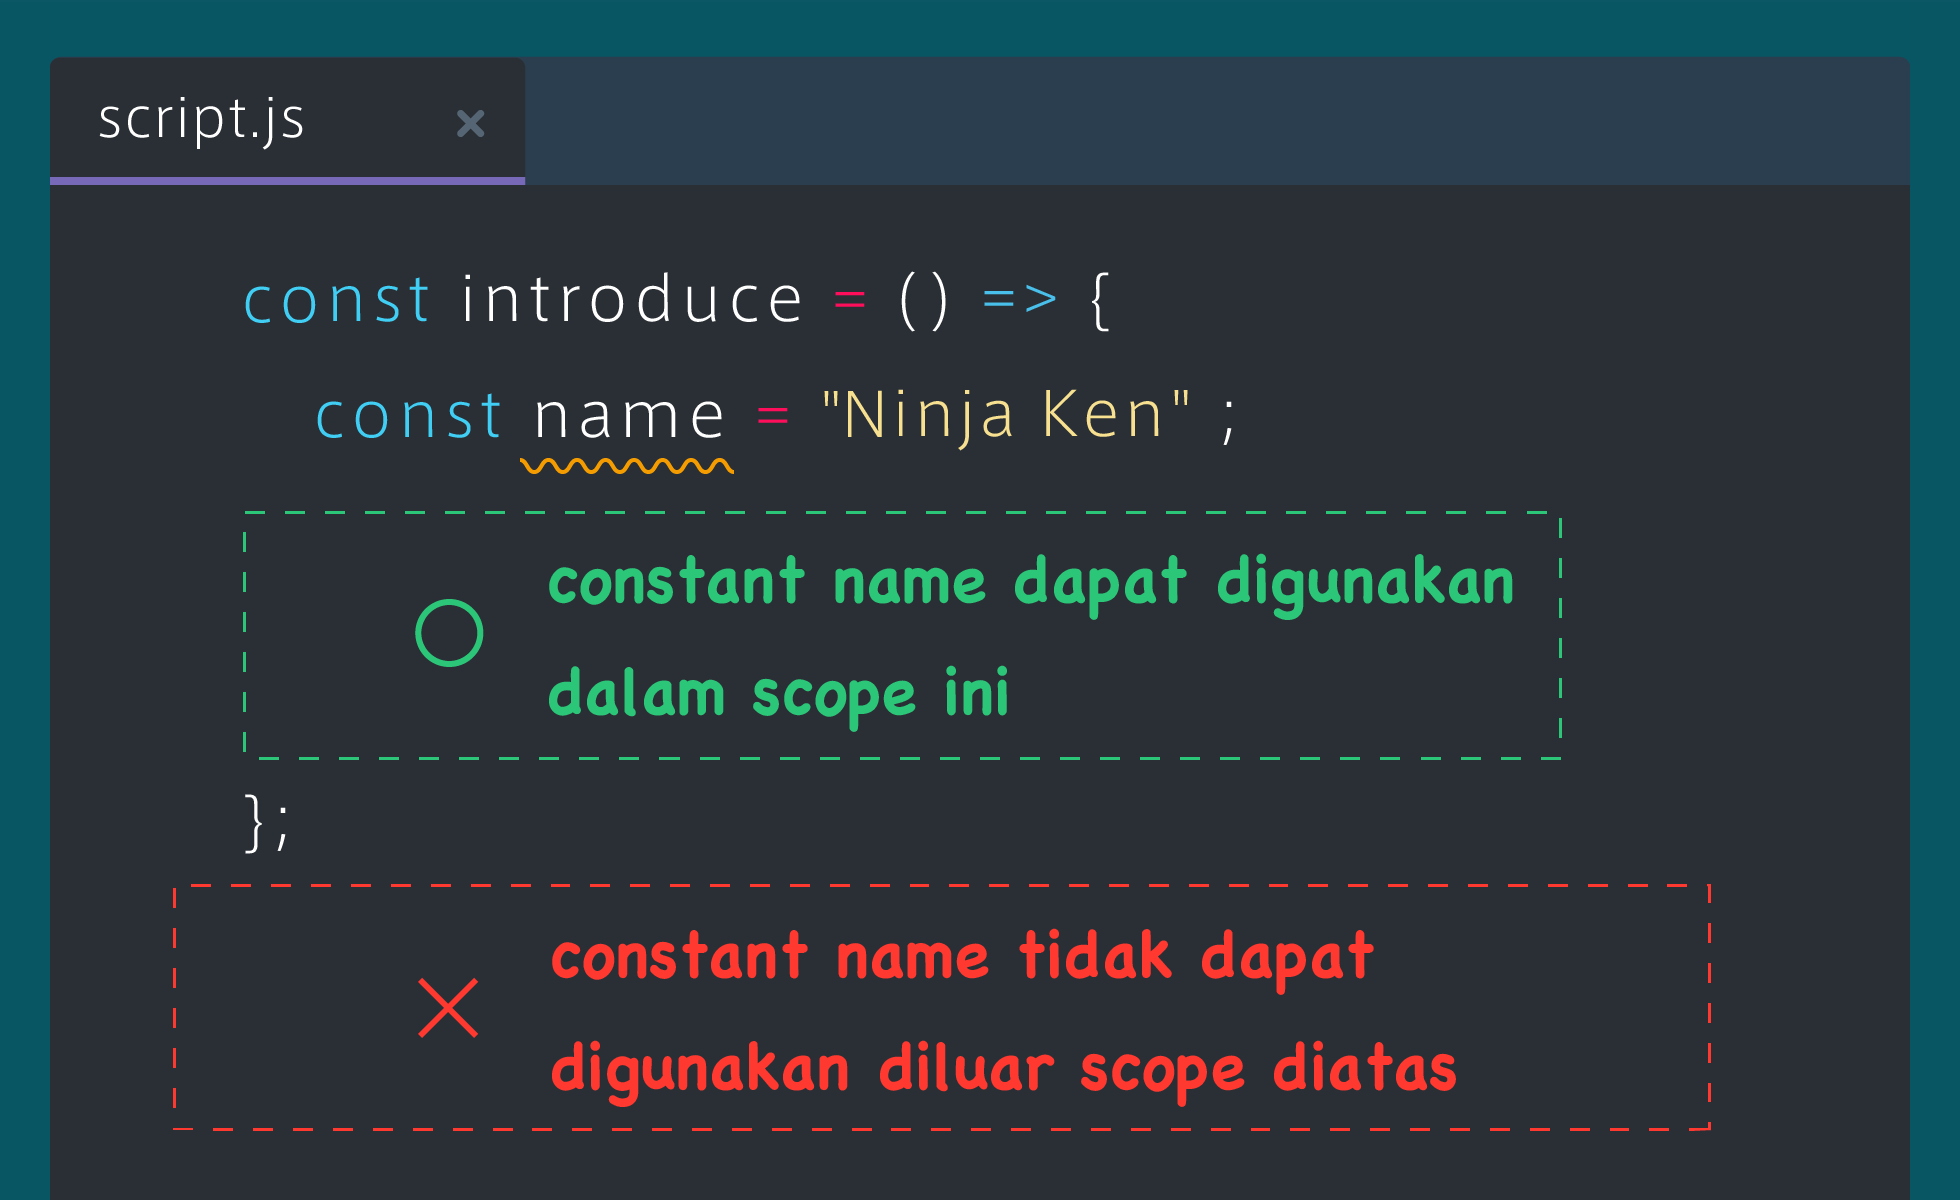 script.js
const introduce = () => {
const name = "Ninja Ken" ;
constant name dapat digunakan
dalam scope ini
};
constant name tidak dapat
digunakan diluar scope diatas